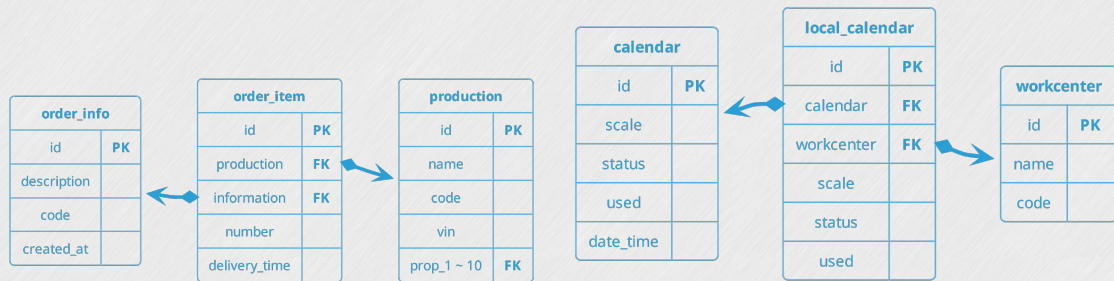 order_info
id PK
description
code
created_at
order_item
id PK
production FK
information FK
number
delivery_time
production
id PK
name
code
vin
prop_1 ~ 10 FK
calendar
id PK
scale
status
used
date_time
local_calendar
id PK
calendar FK
workcenter FK
scale
status
used
workcenter
id PK
name
code